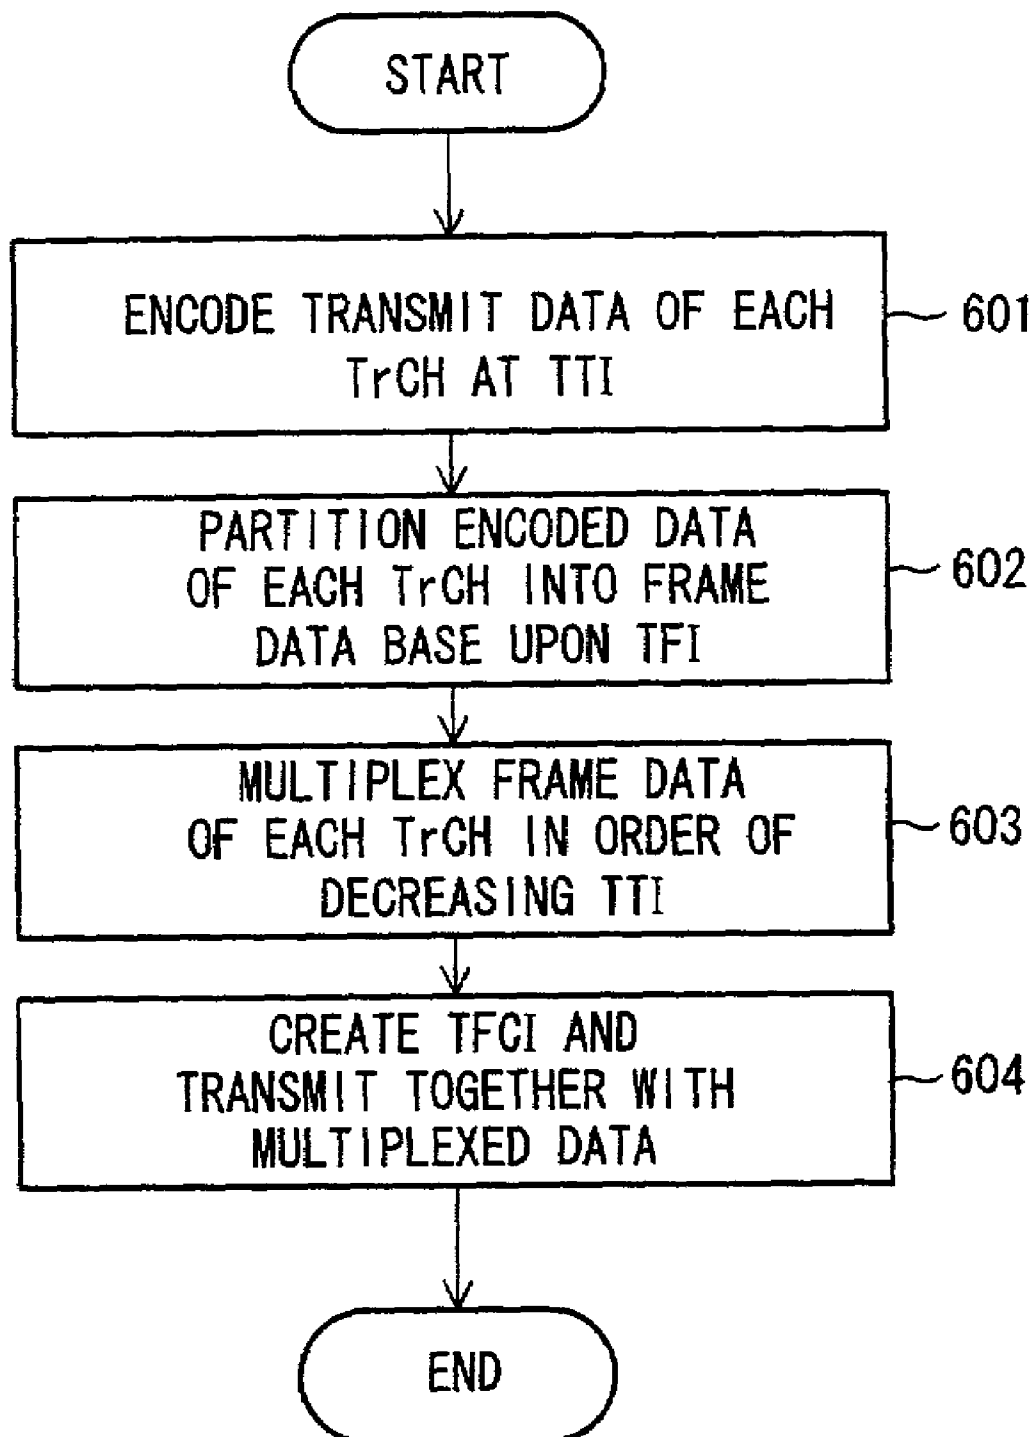 START
ENCODE TRANSMIT DATA OF EACH
TrCH AT TTI
601
PARTITION ENCODED DATA
OF EACH TrCH INTO FRAME
DATA BASE UPON TFI
602
MULTIPLEX FRAME DATA
OF EACH TrCH IN ORDER OF
DECREASING TTI
603
CREATE TFCI AND
TRANSMIT TOGETHER WITH
MULTIPLEXED DATA
604
END